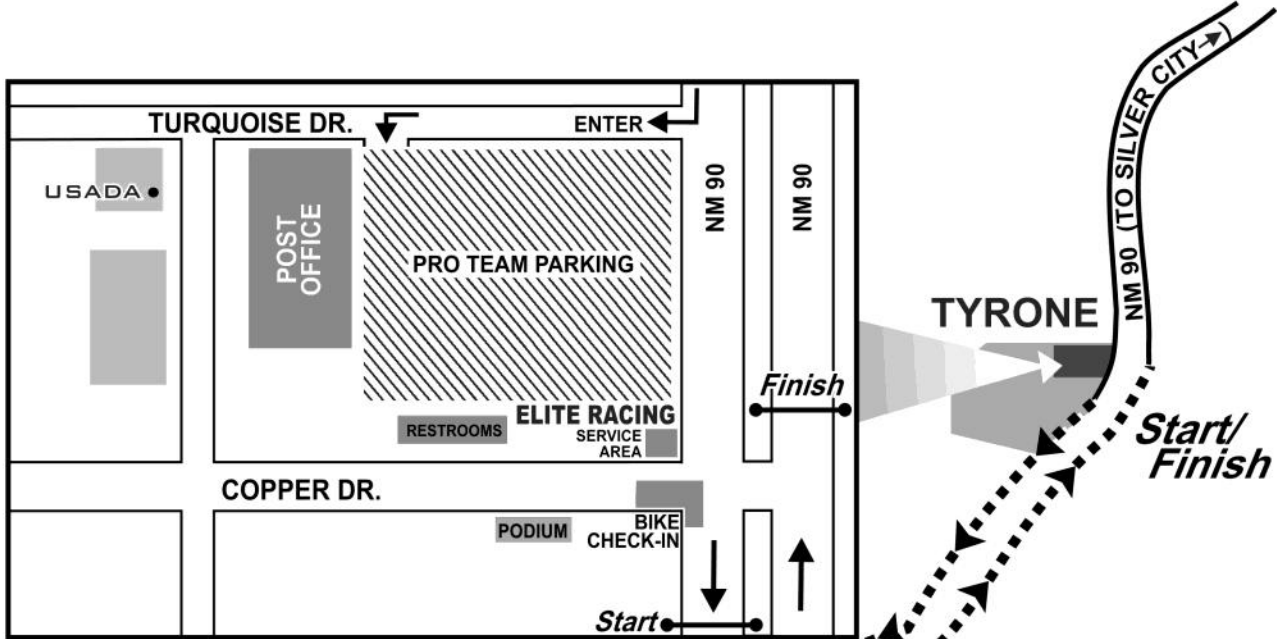 TURQUOISE DR.
ENTER
USADA
POST
OFFICE
PRO TEAM PARKING
NM 90
NM 90
NM 90 (TO SILVER CITY→)
TYRONE
Finish
ELITE RACING
RESTROOMS
SERVICE
AREA
Start/
Finish
COPPER DR.
PODIUM
BIKE
CHECK-IN
Start